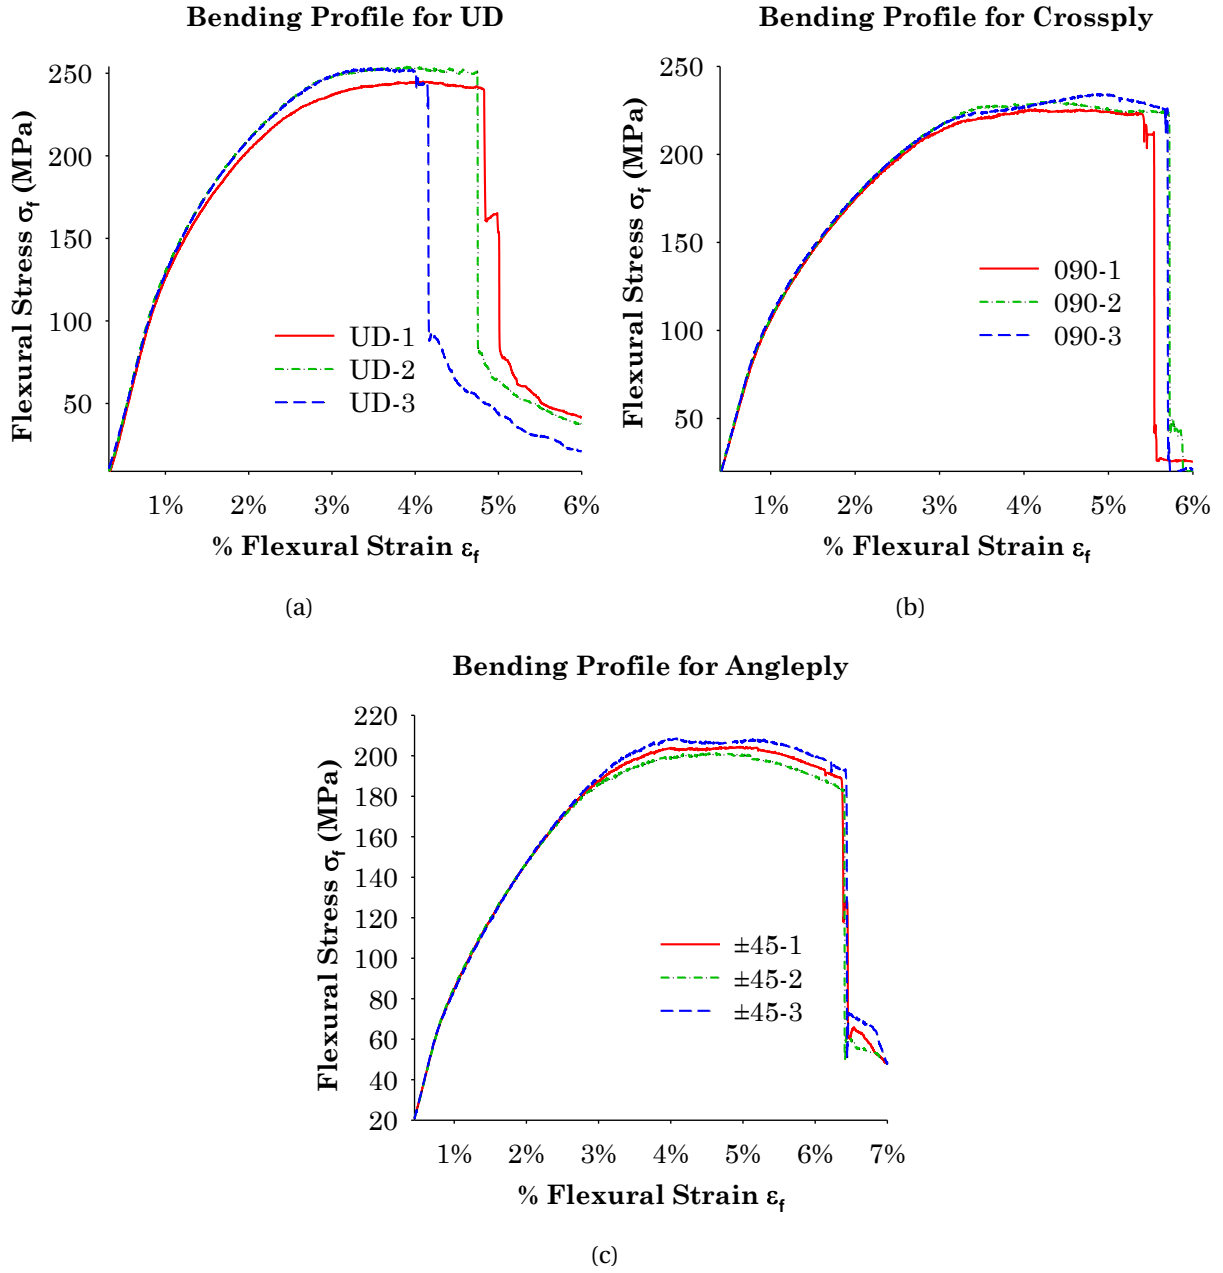 Bending Profile for UD
Flexural Stress σf (MPa)
250
200
150
100
50
UD-1
UD-2
UD-3
1% 2% 3% 4% 5% 6%
% Flexural Strain εf
(a)
Bending Profile for Crossply
Flexural Stress σf (MPa)
250
200
150
100
50
090-1
090-2
090-3
1% 2% 3% 4% 5% 6%
% Flexural Strain εf
(b)
Bending Profile for Angleply
Flexural Stress σf (MPa)
220
200
180
160
140
120
100
80
60
40
20
±45-1
±45-2
±45-3
1% 2% 3% 4% 5% 6% 7%
% Flexural Strain εf
(c)